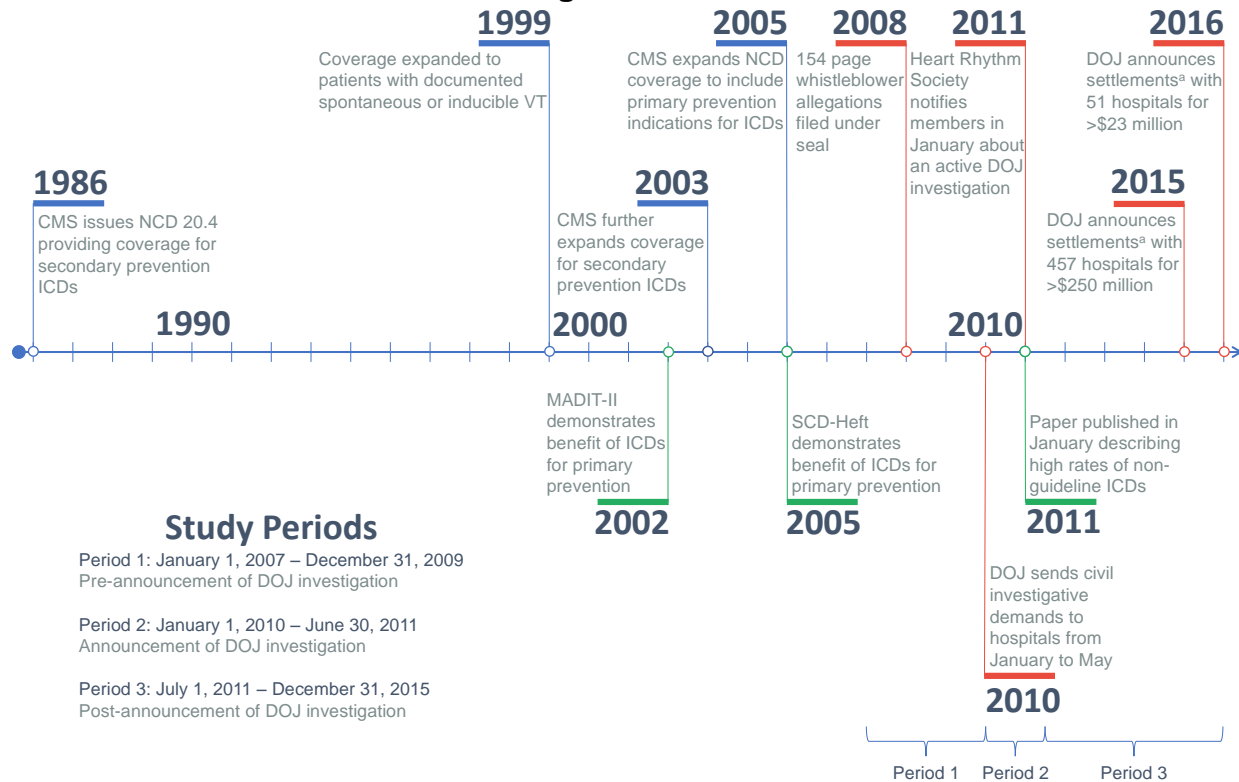 1999
Coverage expanded to
patients with documented
spontaneous or inducible VT
2005
CMS expands NCD
coverage to include
primary prevention
indications for ICDs
2008
154 page
whistleblower
allegations
filed under
seal
2011
Heart Rhythm
Society
notifies
members in
January about
an active DOJ
investigation
2016
DOJ announces
settlementsᵃ with
51 hospitals for
>$23 million
1986
CMS issues NCD 20.4
providing coverage for
secondary prevention
ICDs
2003
CMS further
expands coverage
for secondary
prevention ICDs
2015
DOJ announces
settlementsᵃ with
457 hospitals for
>$250 million
1990
2000
2010
MADIT-II
demonstrates
benefit of ICDs
for primary
prevention
2002
SCD-Heft
demonstrates
benefit of ICDs for
primary prevention
2005
Paper published in
January describing
high rates of non-
guideline ICDs
2011
DOJ sends civil
investigative
demands to
hospitals from
January to May
2010
Study Periods
Period 1: January 1, 2007 – December 31, 2009
Pre-announcement of DOJ investigation
Period 2: January 1, 2010 – June 30, 2011
Announcement of DOJ investigation
Period 3: July 1, 2011 – December 31, 2015
Post-announcement of DOJ investigation
Period 1
Period 2
Period 3